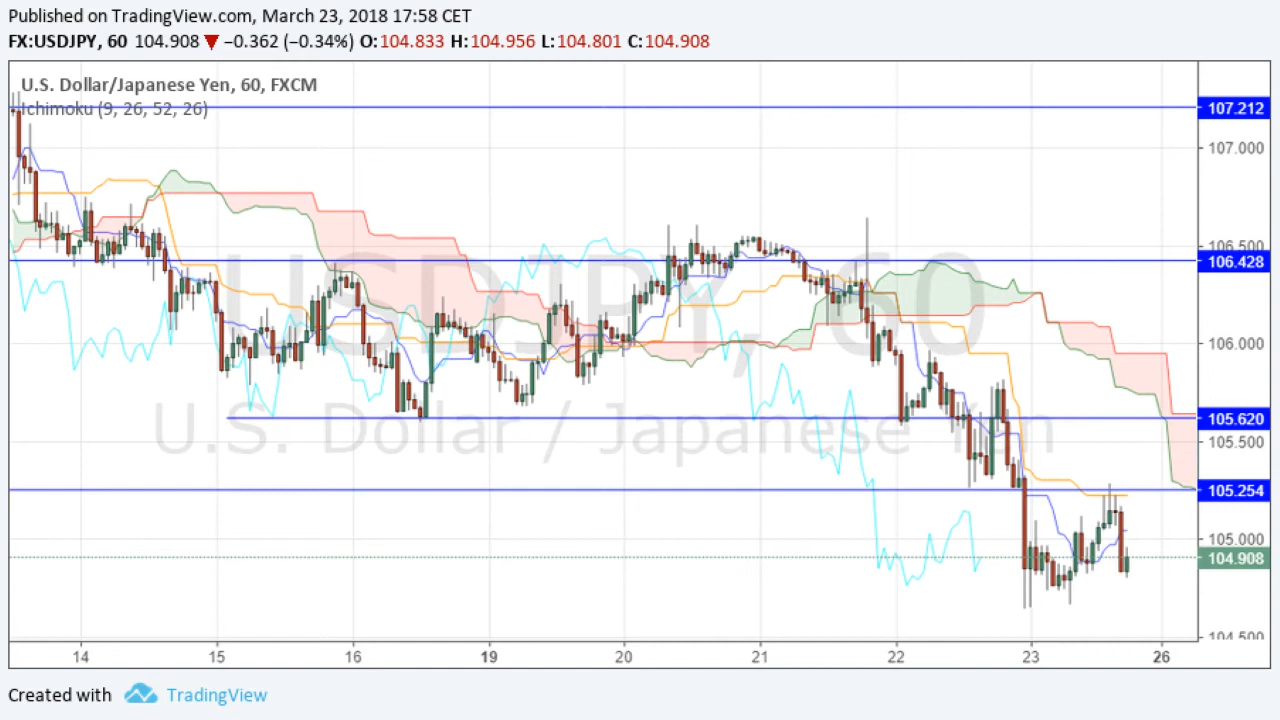 Published on TradingView.com, March 23, 2018 17:58 CET
FX:USDJPY, 60 104.908 ▼ −0.362 (−0.34%) O:104.833 H:104.956 L:104.801 C:104.908
U.S. Dollar/Japanese Yen, 60, FXCM
Ichimoku (9, 26, 52, 26)
107.212
107.000
106.500
106.428
USDJPY, 60
106.000
U.S. Dollar / Japanese Yen
105.620
105.500
105.254
105.000
104.908
104.500
14 15 16 19 20 21 22 23 26
Created with TradingView